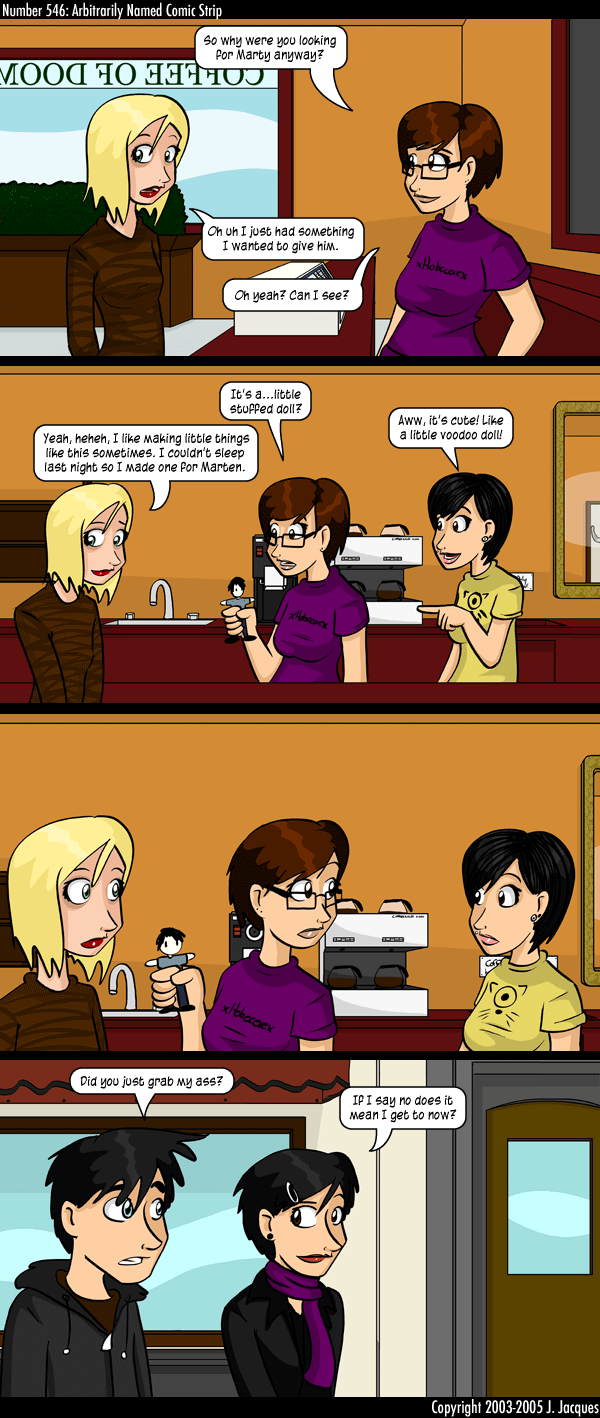 Number 546: Arbitrarily Named Comic Strip
So why were you looking
for Marty anyway?
COFFEE OF DOOM
Oh uh I just had something
I wanted to give him.
xHobocorex
Oh yeah? Can I see?
It's a...little
stuffed doll?
Aww, it's cute! Like
a little voodoo doll!
Yeah, heheh, I like making little things
like this sometimes. I couldn't sleep
last night so I made one for Marten.
xHobocorex
xHobocorex
Did you just grab my ass?
If I say no does it
mean I get to now?
Copyright 2003-2005 J. Jacques